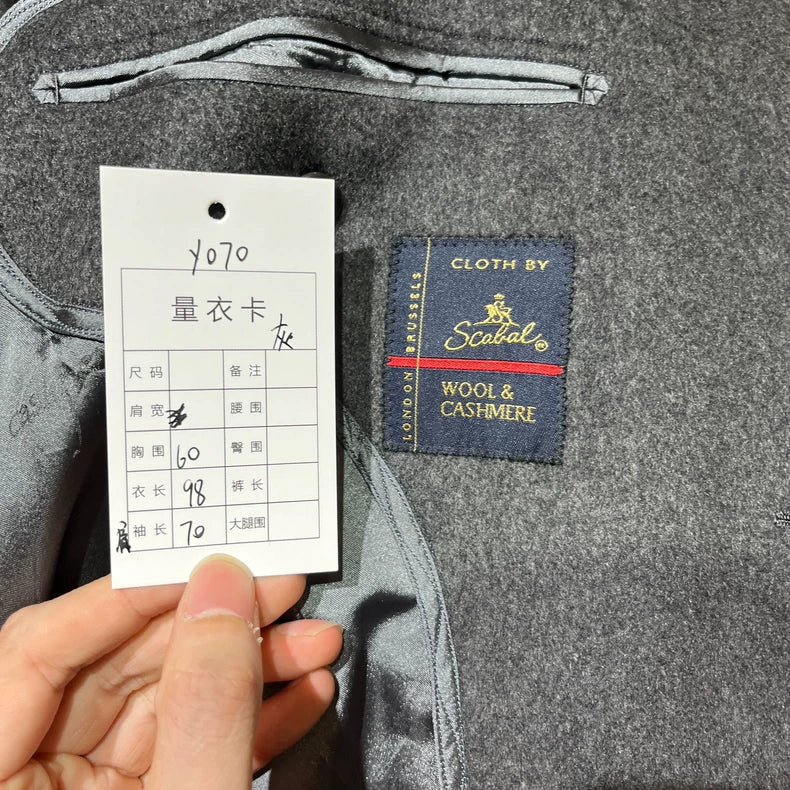 Y070
量衣卡
灰
尺码 备注
肩宽 腰围
胸围 60 臀围
衣长 98 裤长
肩 袖长 70 大腿围
CLOTH BY
Scabal
WOOL &
CASHMERE
LONDON BRUSSELS